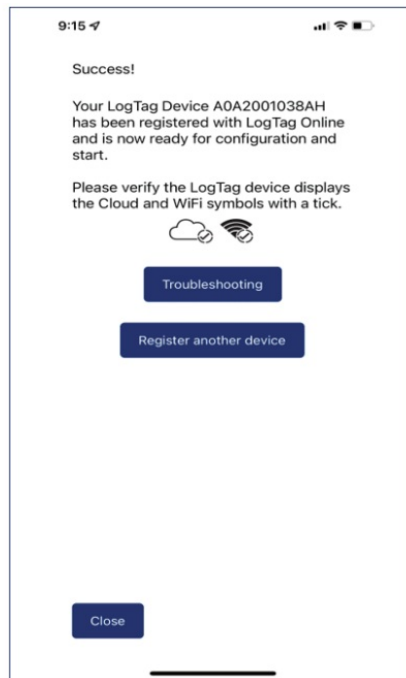 9:15
Success!
Your LogTag Device A0A2001038AH
has been registered with LogTag Online
and is now ready for configuration and
start.
Please verify the LogTag device displays
the Cloud and WiFi symbols with a tick.
Troubleshooting
Register another device
Close